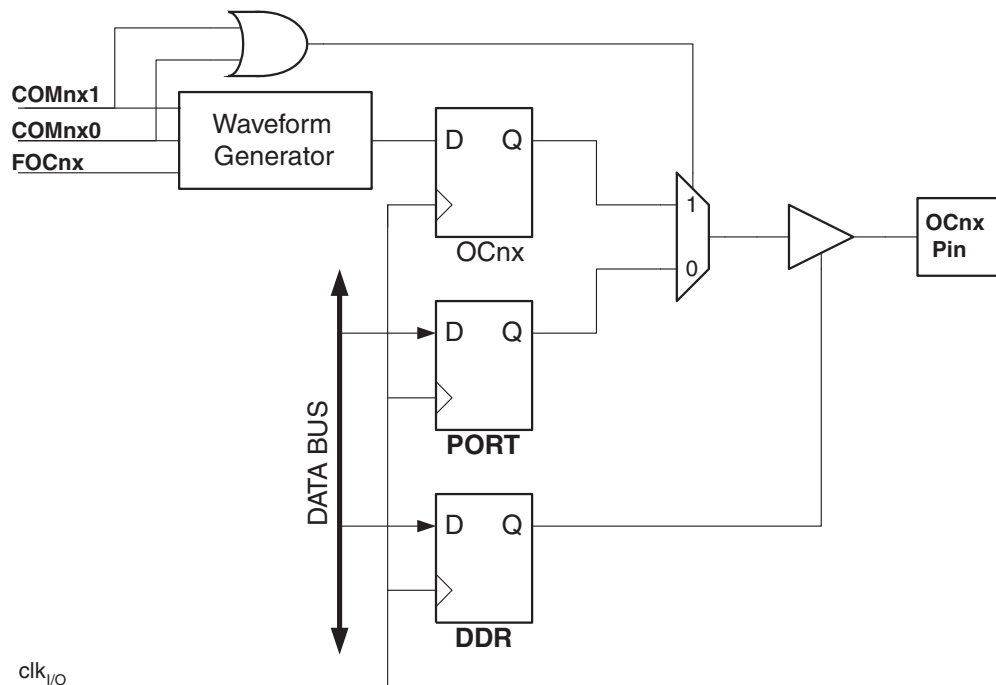 COMnx1
COMnx0
FOCnx
Waveform
Generator
D Q
OCnx
1
0
OCnx
Pin
D Q
PORT
DATA BUS
D Q
DDR
clkI/O